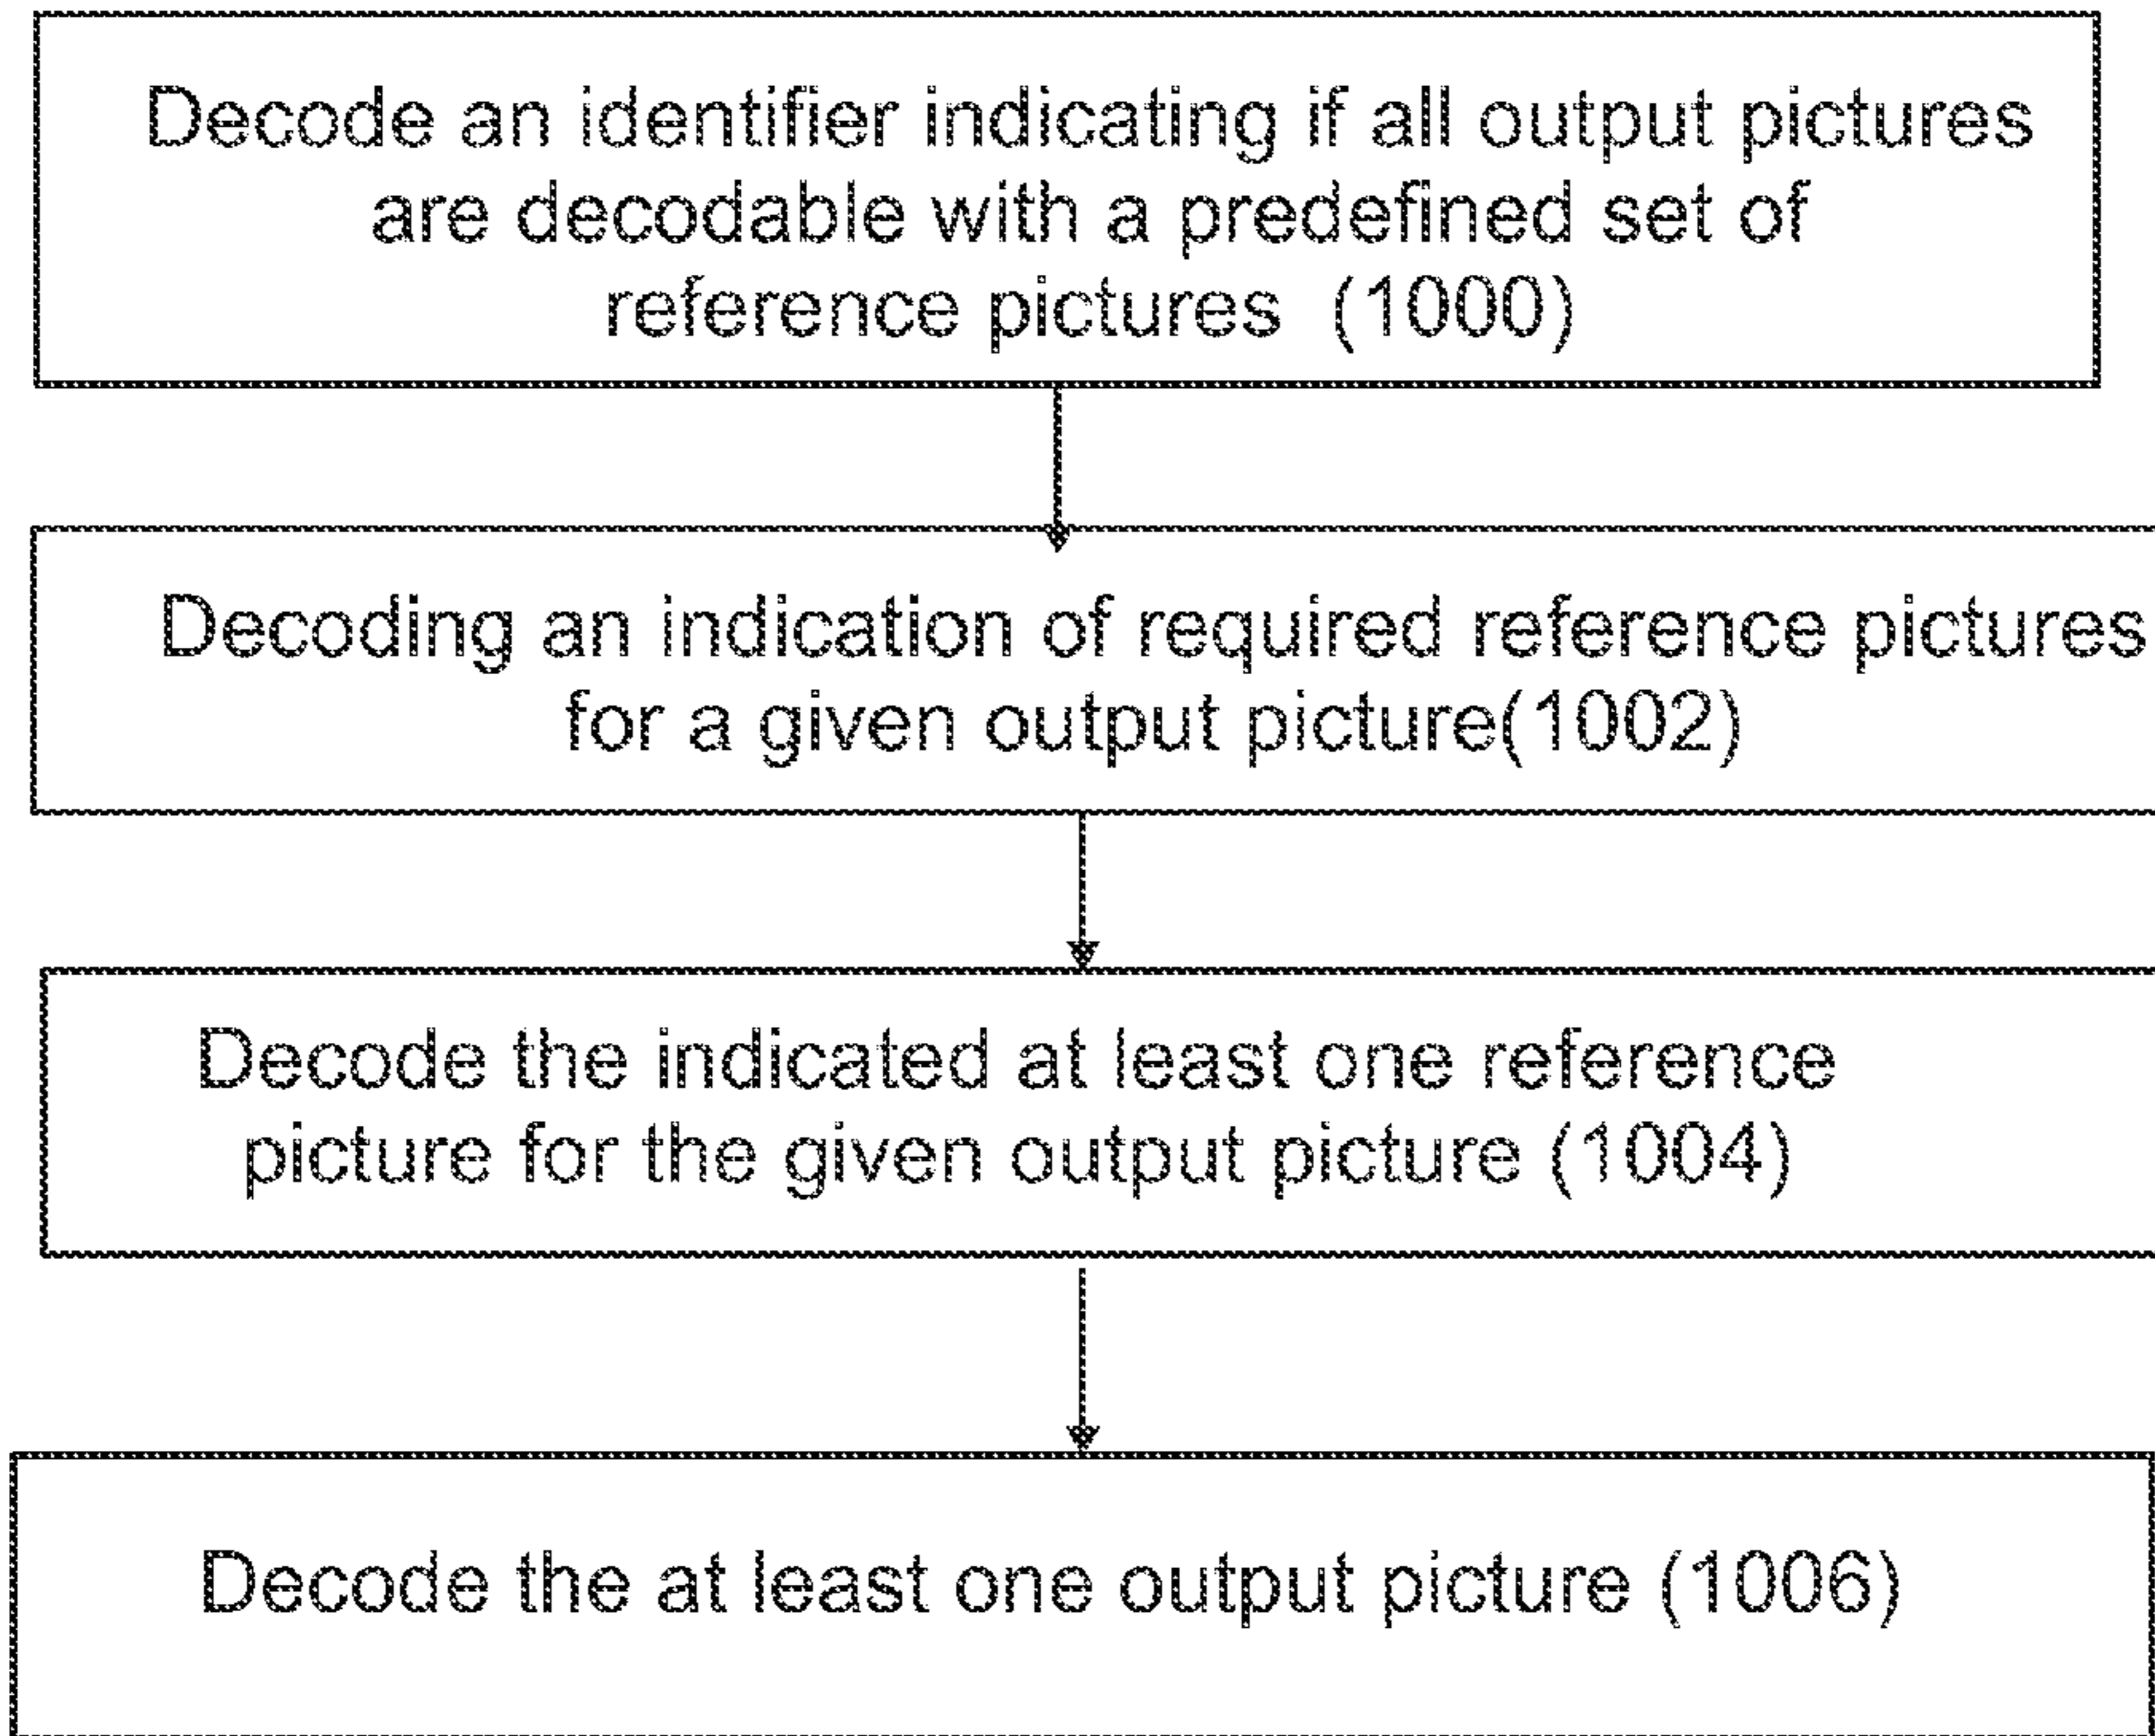 Decode an identifier indicating if all output pictures
are decodable with a predefined set of
reference pictures (1000)
Decoding an indication of required reference pictures
for a given output picture(1002)
Decode the indicated at least one reference
picture for the given output picture (1004)
Decode the at least one output picture (1006)